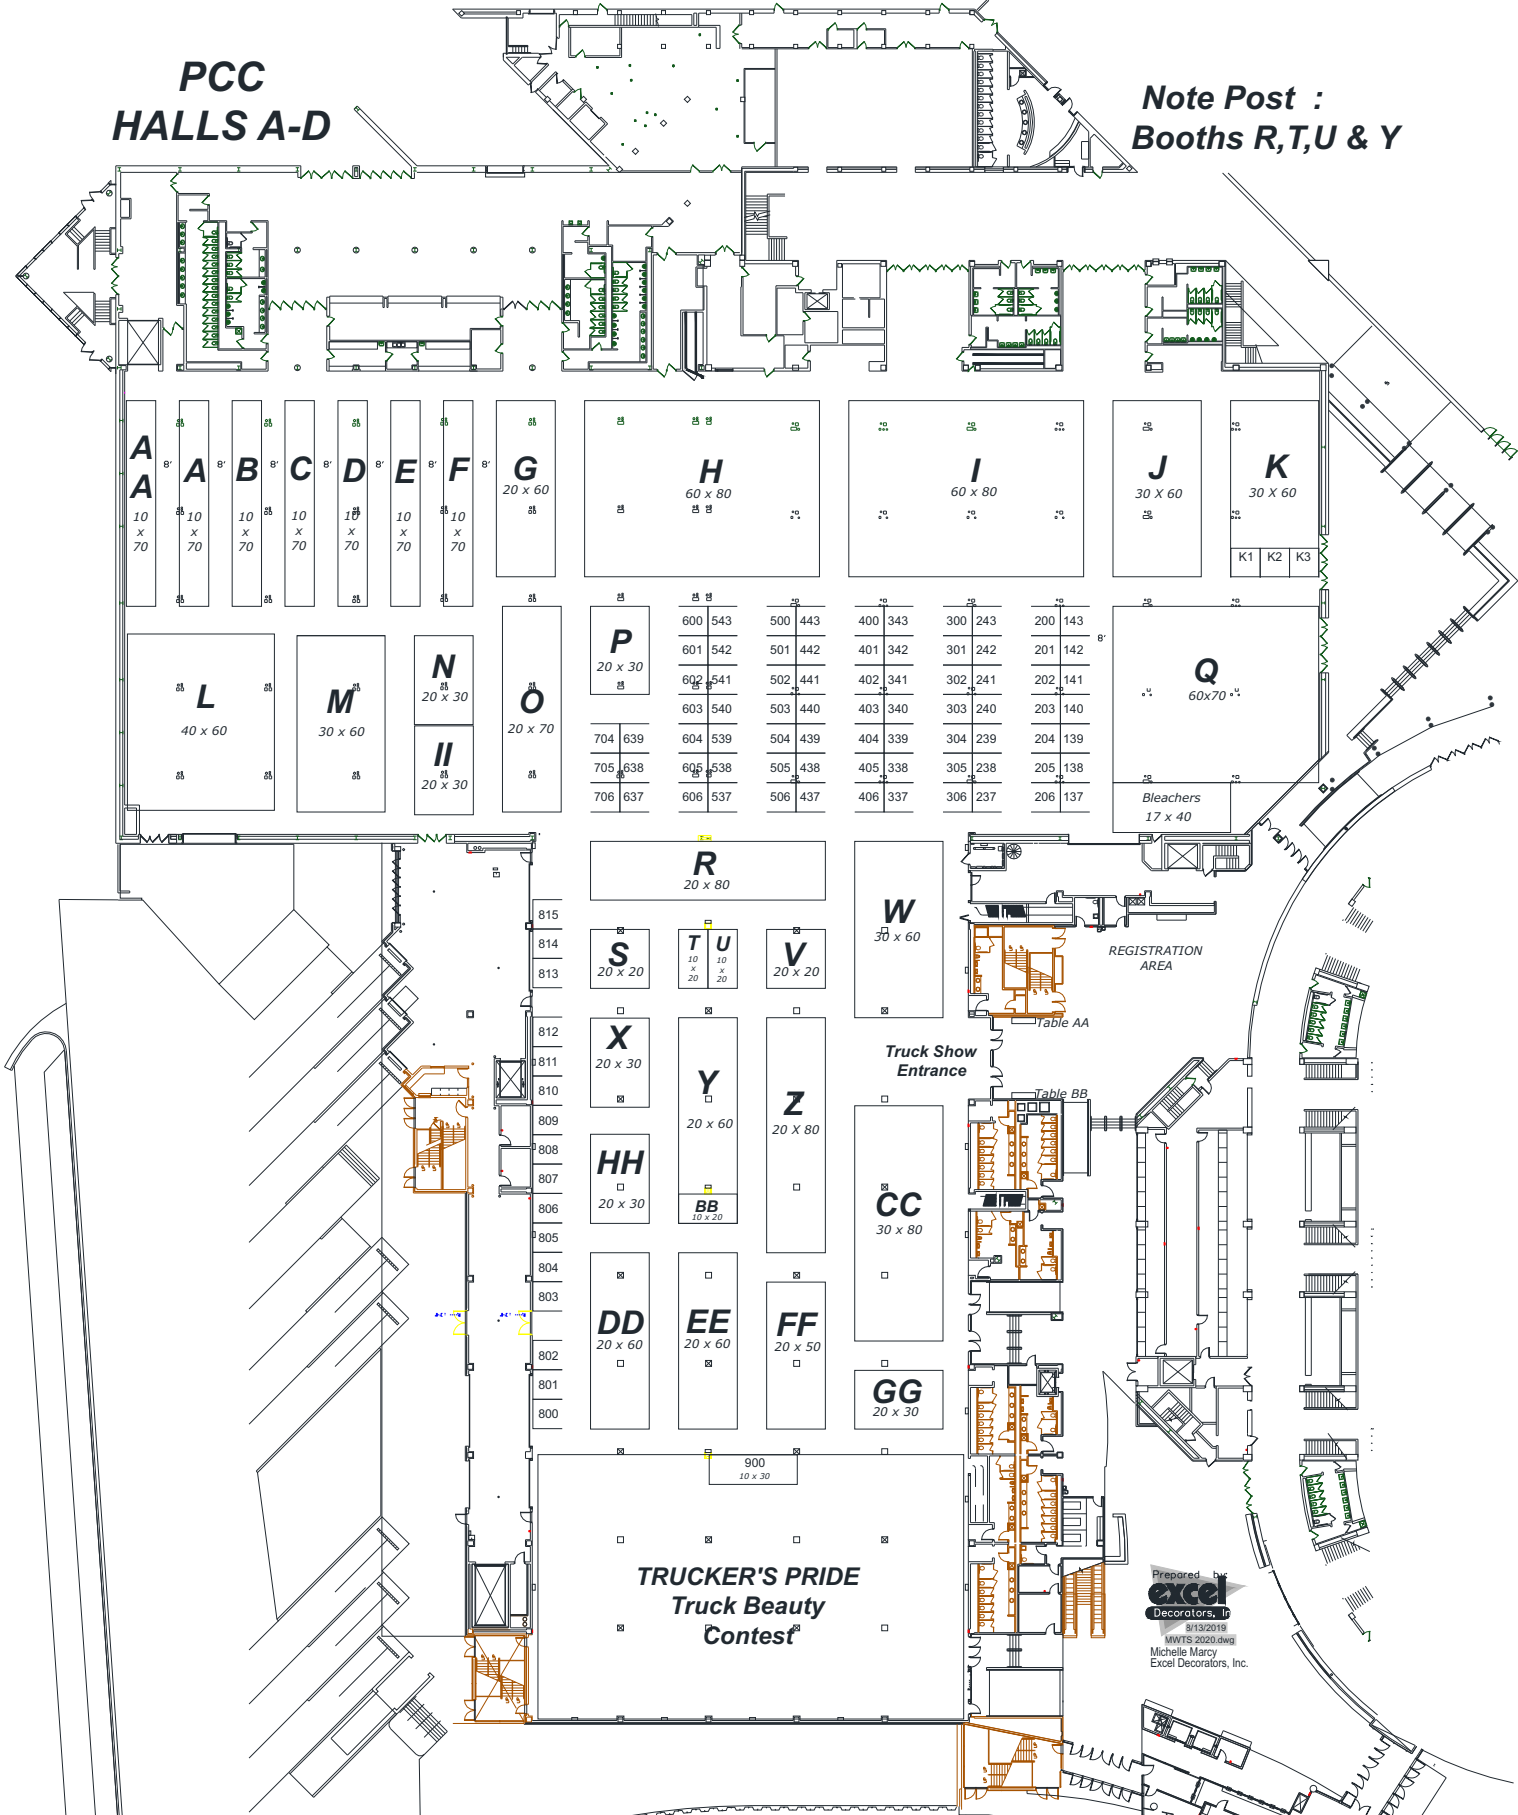 PCC
HALLS A-D
Note Post :
Booths R,T,U & Y
A
A
10
x
70
8'
A
10
x
70
8'
B
10
x
70
8'
C
10
x
70
8'
D
10
x
70
8'
E
10
x
70
8'
F
10
x
70
8'
G
20 x 60
H
60 x 80
I
60 x 80
J
30 X 60
K
30 X 60
K1 K2 K3
L
40 x 60
M
30 x 60
N
20 x 30
II
20 x 30
O
20 x 70
P
20 x 30
704 639
705 638
706 637
600 543
601 542
602 541
603 540
604 539
605 538
606 537
500 443
501 442
502 441
503 440
504 439
505 438
506 437
400 343
401 342
402 341
403 340
404 339
405 338
406 337
300 243
301 242
302 241
303 240
304 239
305 238
306 237
200 143
201 142
202 141
203 140
204 139
205 138
206 137
8'
Q
60x70
Bleachers
17 x 40
R
20 x 80
W
30 x 60
815
814
813
812
811
810
809
808
807
806
805
804
803
802
801
800
S
20 x 20
T
10
x
20
U
10
x
20
V
20 x 20
REGISTRATION
AREA
Table AA
Truck Show
Entrance
Table BB
X
20 x 30
Y
20 x 60
Z
20 X 80
HH
20 x 30
BB
10 x 20
CC
30 x 80
DD
20 x 60
EE
20 x 60
FF
20 x 50
GG
20 x 30
900
10 x 30
TRUCKER'S PRIDE
Truck Beauty
Contest
Prepared by:
excel
Decorators, In
8/13/2019
MWTS 2020.dwg
Michelle Marcy
Excel Decorators, Inc.